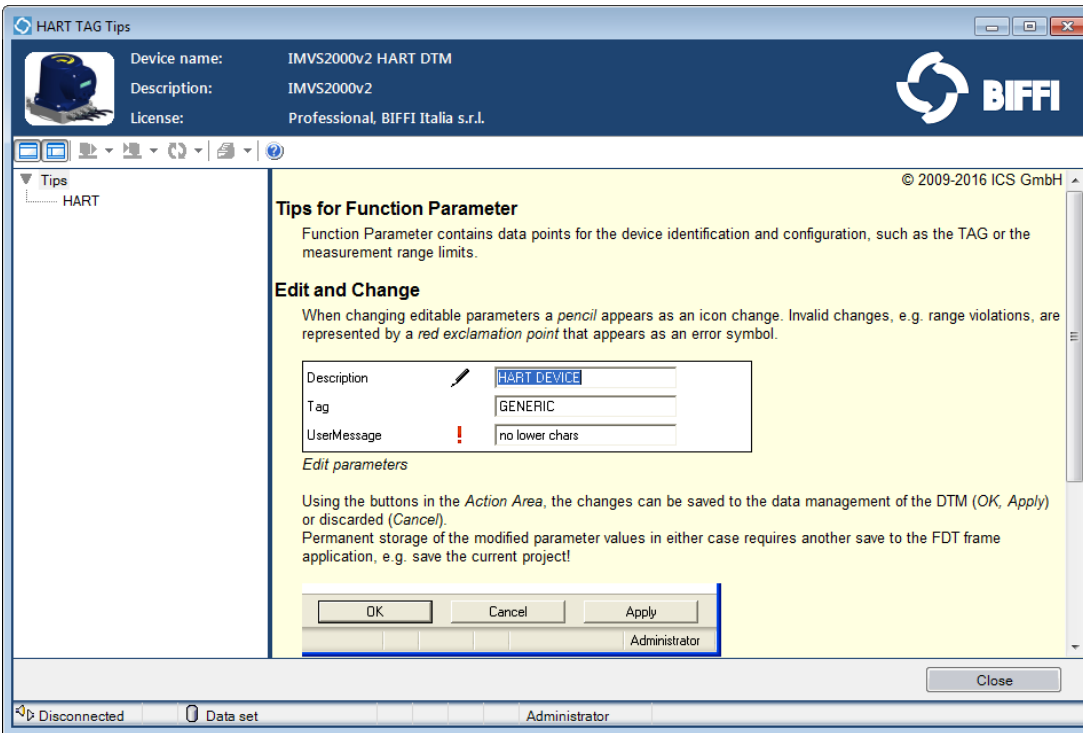 HART TAG Tips
Device name: IMVS2000v2 HART DTM
Description: IMVS2000v2
License: Professional, BIFFI Italia s.r.l.
BIFFI
Tips
HART
© 2009-2016 ICS GmbH
Tips for Function Parameter
Function Parameter contains data points for the device identification and configuration, such as the TAG or the
measurement range limits.
Edit and Change
When changing editable parameters a pencil appears as an icon change. Invalid changes, e.g. range violations, are
represented by a red exclamation point that appears as an error symbol.
Description HART DEVICE
Tag GENERIC
UserMessage ! no lower chars
Edit parameters
Using the buttons in the Action Area, the changes can be saved to the data management of the DTM (OK, Apply)
or discarded (Cancel).
Permanent storage of the modified parameter values in either case requires another save to the FDT frame
application, e.g. save the current project!
OK Cancel Apply
Administrator
Close
Disconnected Data set Administrator